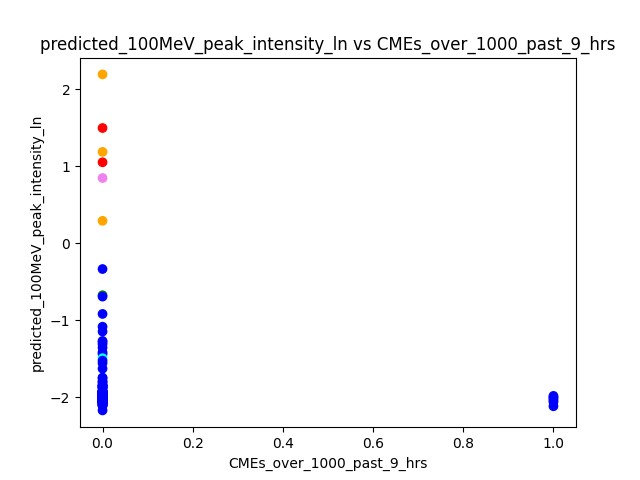 predicted_100MeV_peak_intensity_ln vs CMEs_over_1000_past_9_hrs
predicted_100MeV_peak_intensity_ln
2
1
0
−1
−2
0.0 0.2 0.4 0.6 0.8 1.0
CMEs_over_1000_past_9_hrs